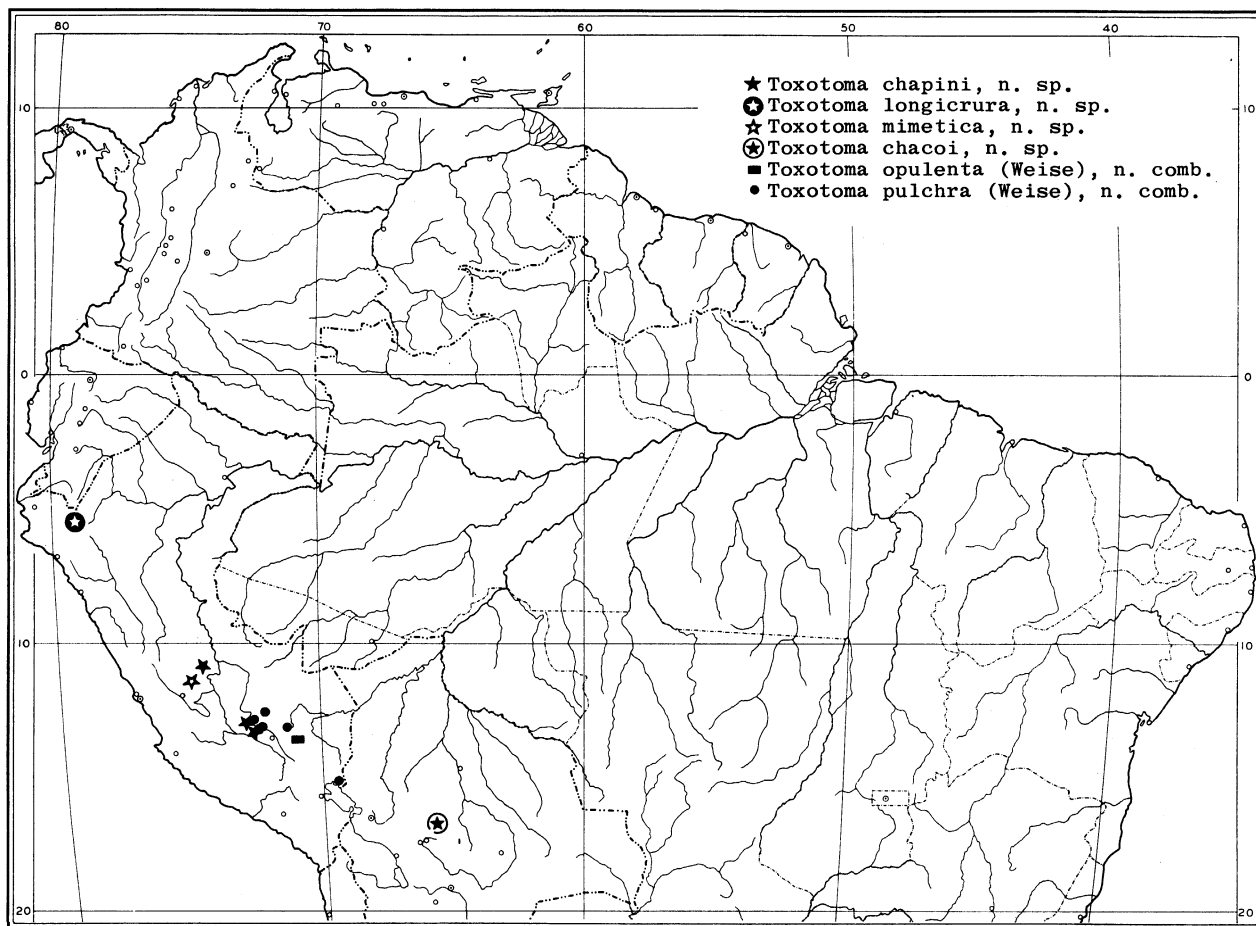 80 70 60 50 40
★ Toxotoma chapini, n. sp.
10 10
✪ Toxotoma longicrura, n. sp.
☆ Toxotoma mimetica, n. sp.
⍟ Toxotoma chacoi, n. sp.
■ Toxotoma opulenta (Weise), n. comb.
● Toxotoma pulchra (Weise), n. comb.
0 0
10 10
20 20